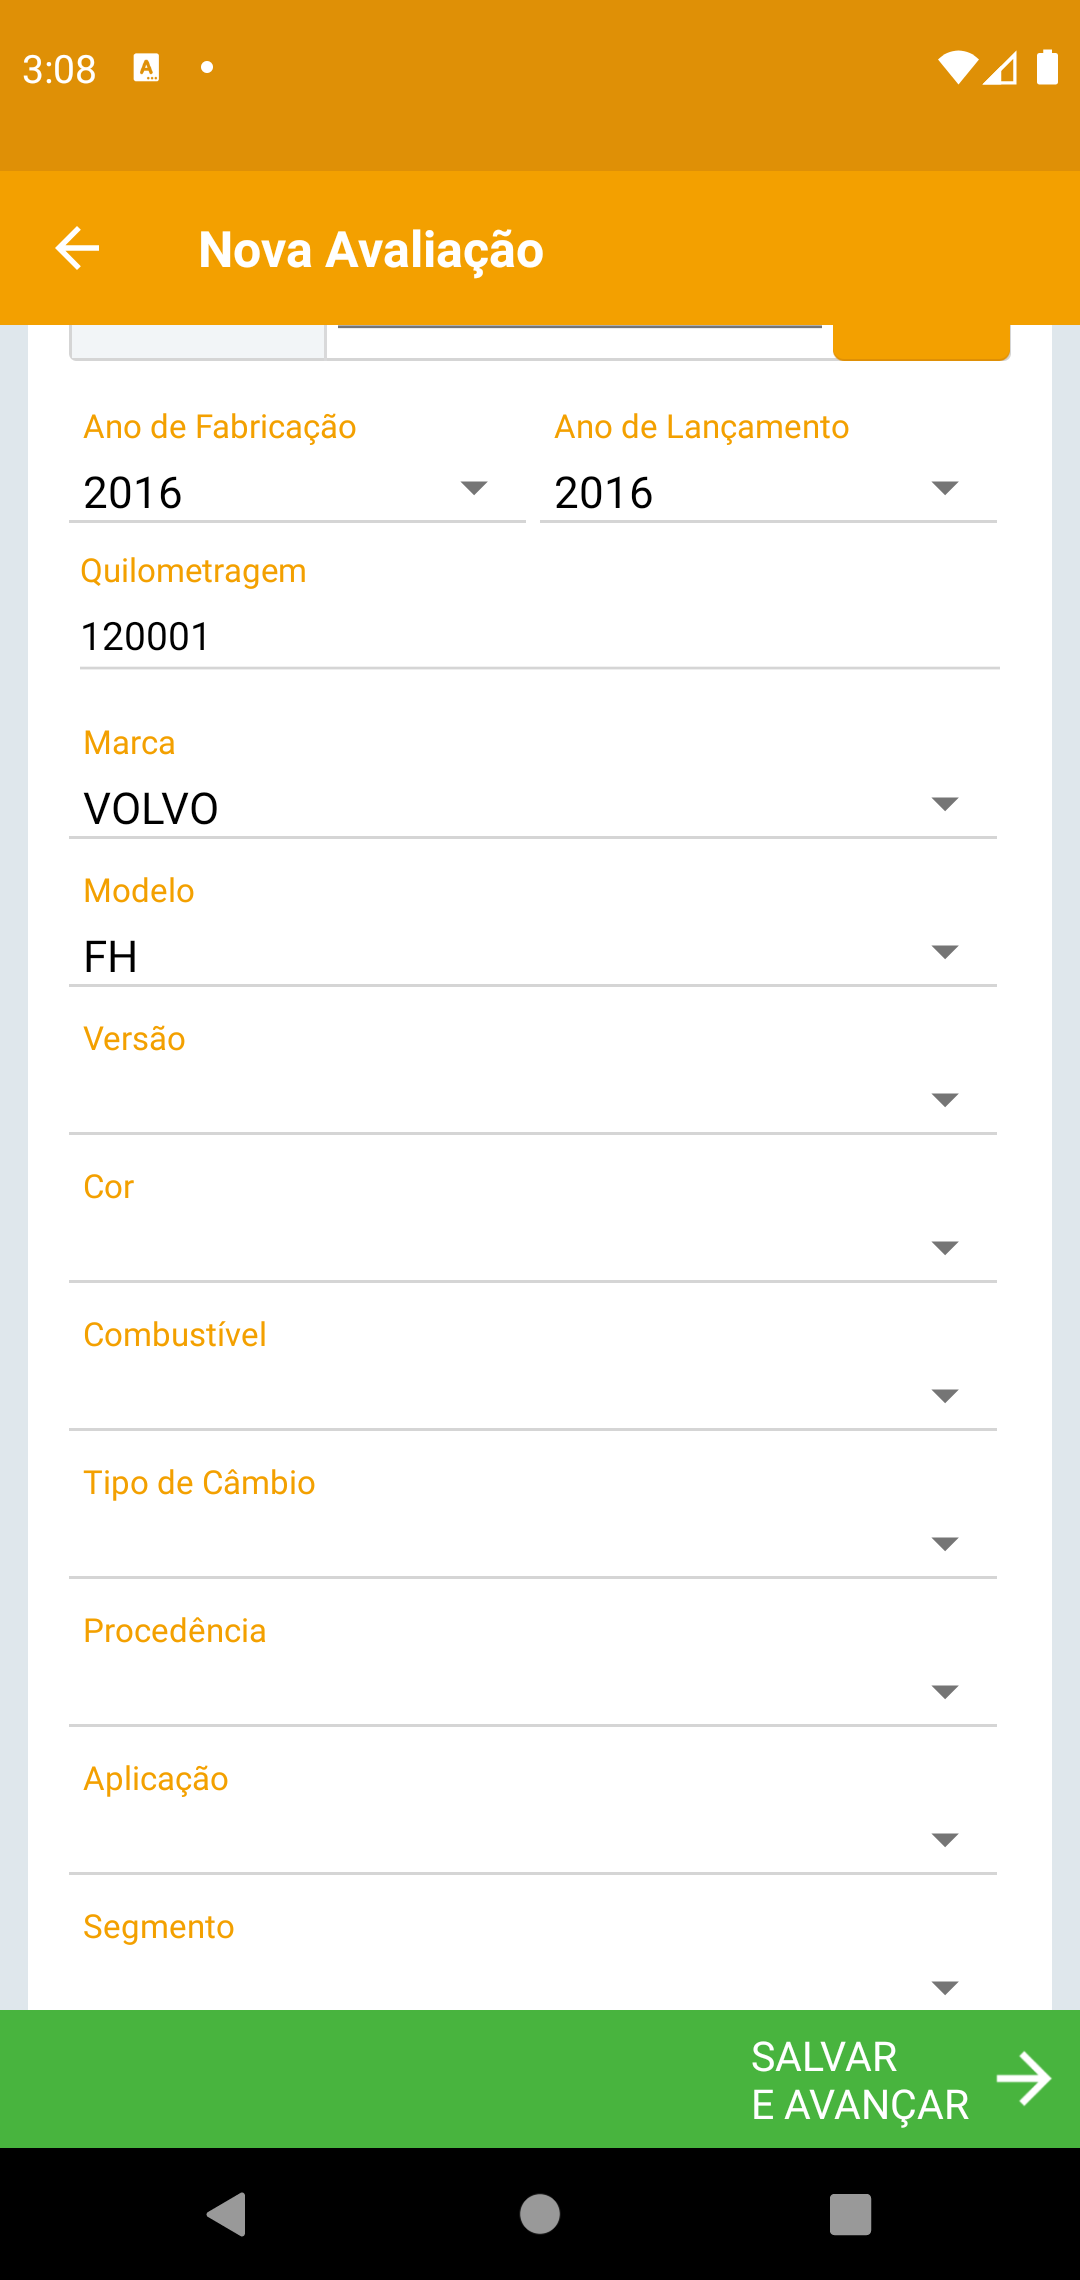 3:08
Nova Avaliação
Ano de Fabricação
Ano de Lançamento
2016
2016
Quilometragem
120001
Marca
VOLVO
Modelo
FH
Versão
Cor
Combustível
Tipo de Câmbio
Procedência
Aplicação
Segmento
SALVAR
E AVANÇAR